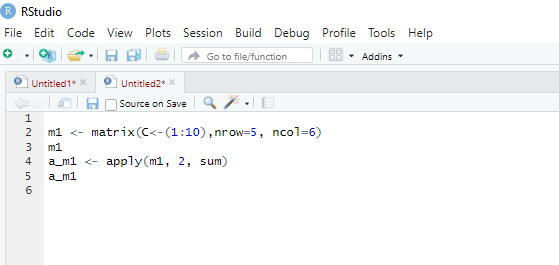 RStudio
File Edit Code View Plots Session Build Debug Profile Tools Help
Go to file/function Addins
Untitled1* Untitled2*
Source on Save
1
2 m1 <- matrix(C<-(1:10),nrow=5, ncol=6)
3 m1
4 a_m1 <- apply(m1, 2, sum)
5 a_m1
6